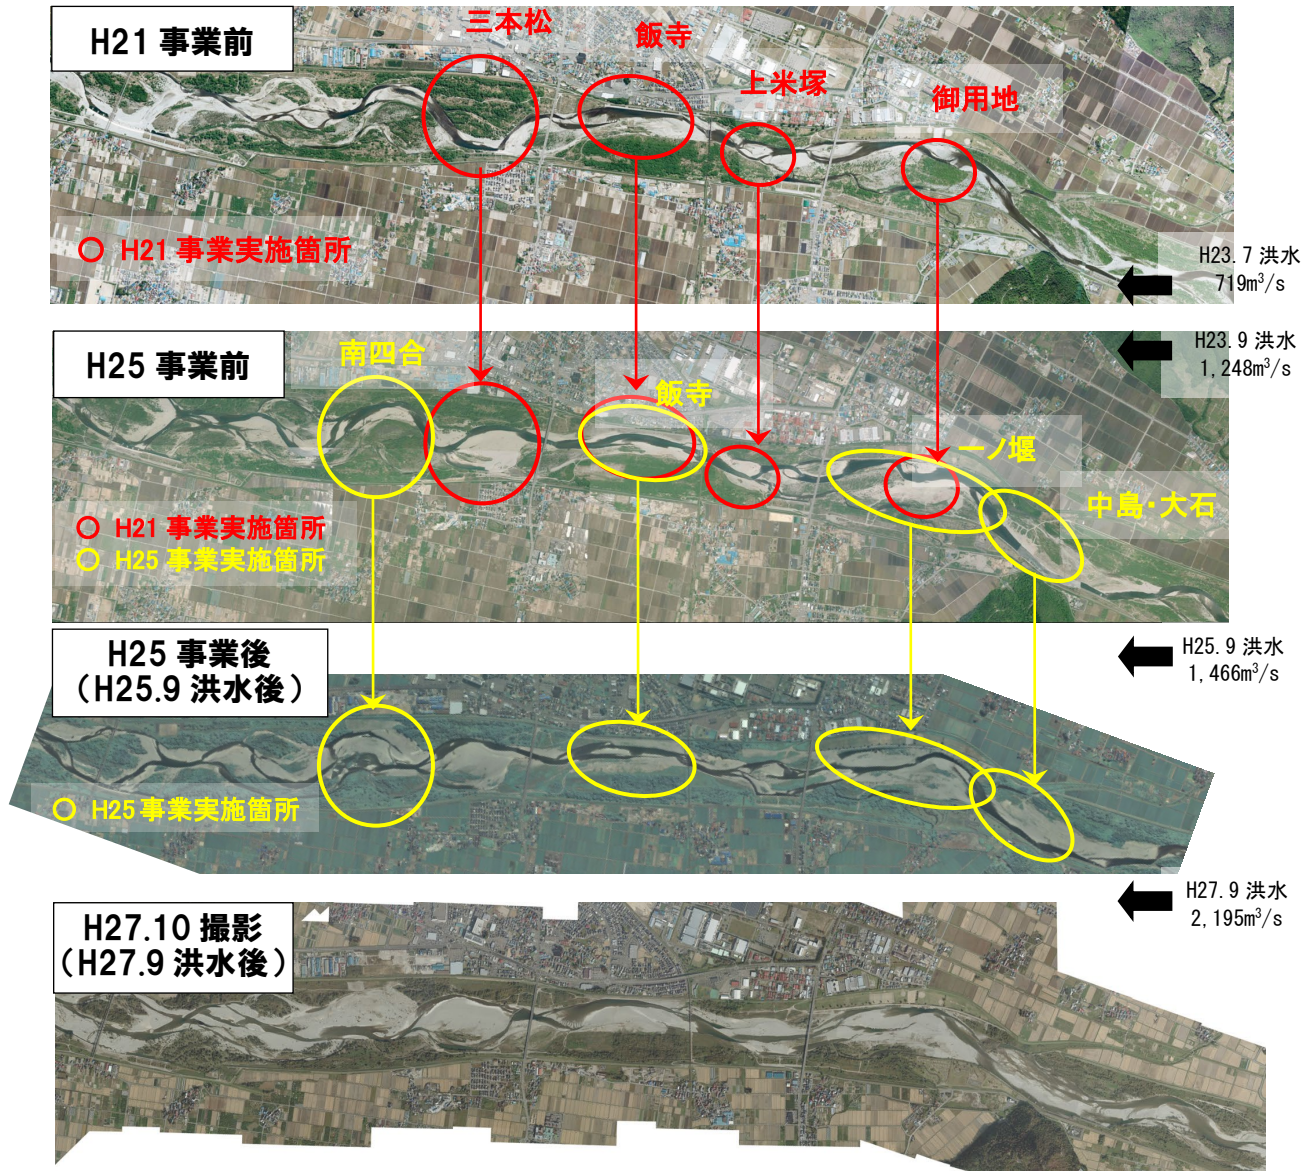 H21 事業前
三本松
飯寺
上米塚
御用地
○ H21 事業実施箇所
H23.7 洪水
719m³/s
H25 事業前
南四合
飯寺
一ノ堰
中島・大石
H23.9 洪水
1,248m³/s
○ H21 事業実施箇所
○ H25 事業実施箇所
H25 事業後
(H25.9 洪水後)
H25.9 洪水
1,466m³/s
○ H25 事業実施箇所
H27.10 撮影
(H27.9 洪水後)
H27.9 洪水
2,195m³/s